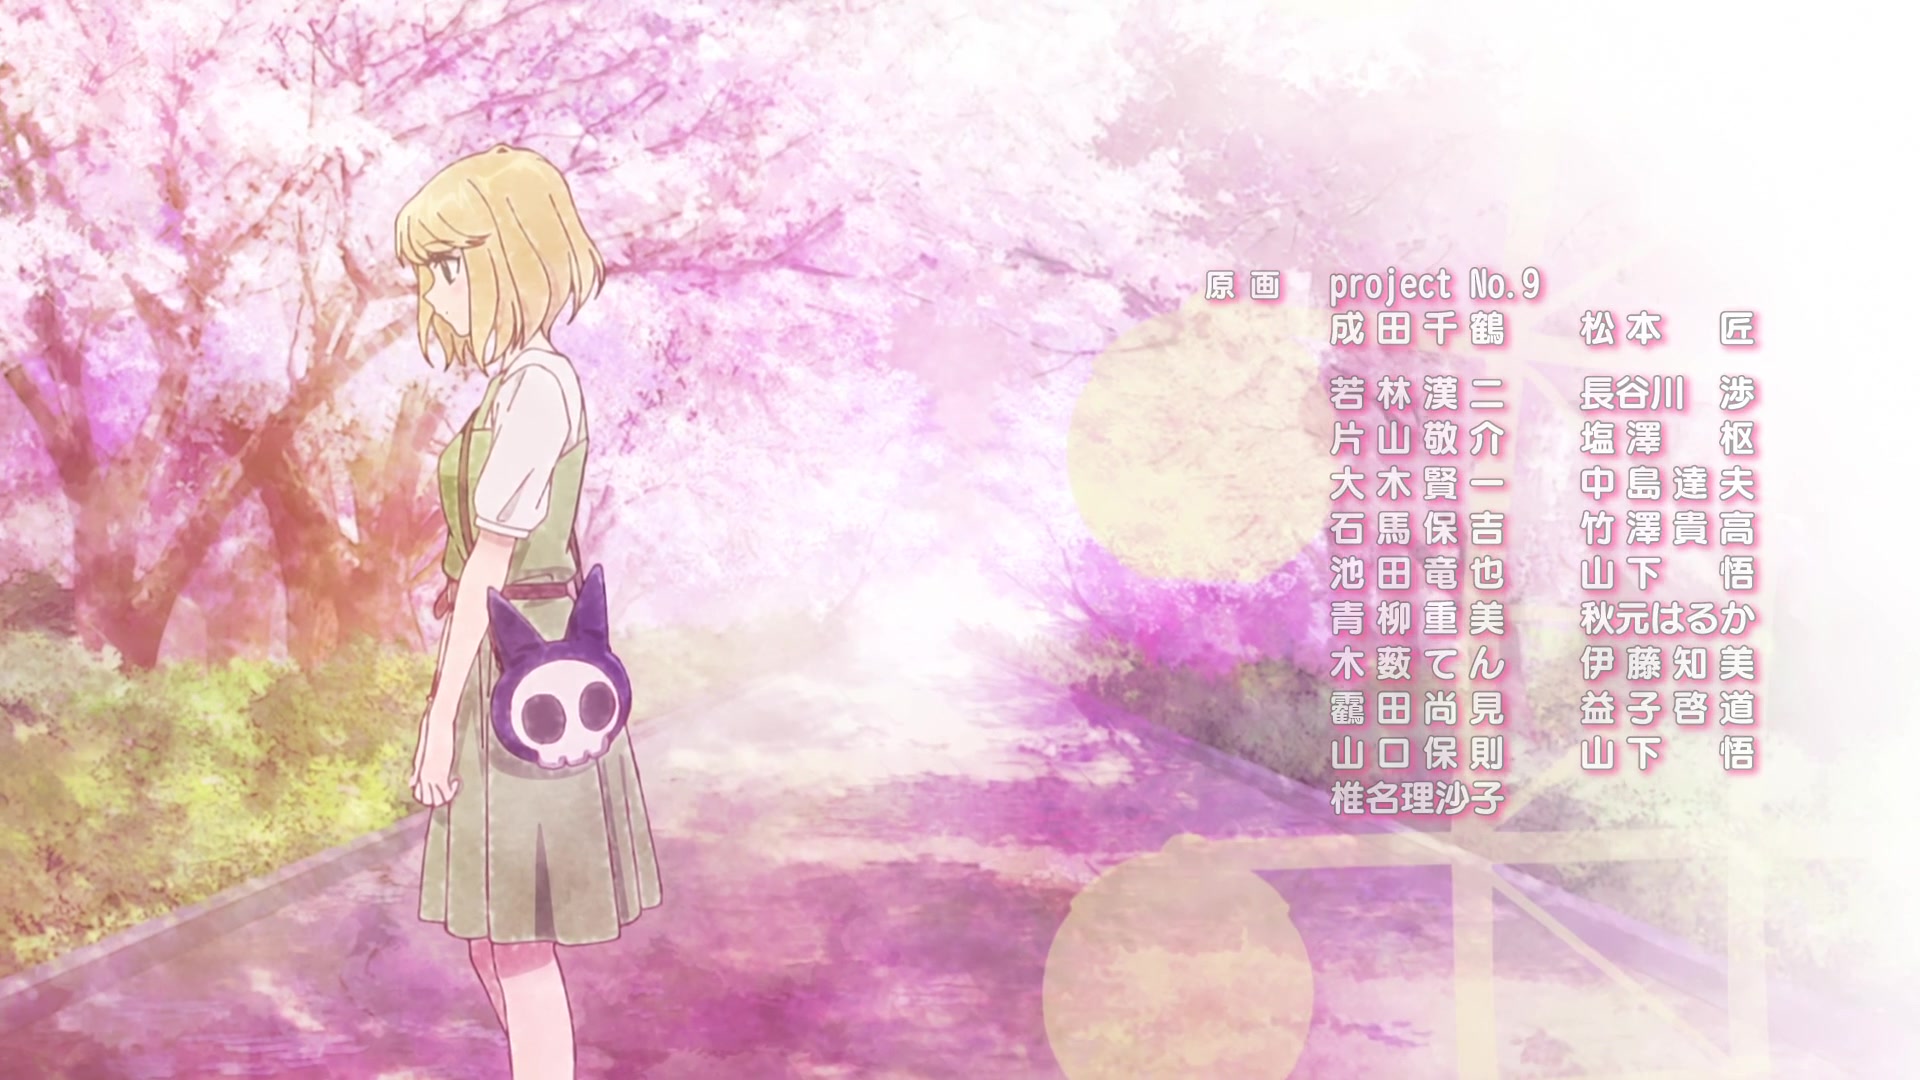 原画 project No.9
成田千鶴 松本 匠
若林漢二 長谷川 渉
片山敬介 塩澤 枢
大木賢一 中島達夫
石馬保吉 竹澤貴高
池田竜也 山下 悟
青柳重美 秋元はるか
木薮てん 伊藤知美
靍田尚見 益子啓道
山口保則 山下 悟
椎名理沙子